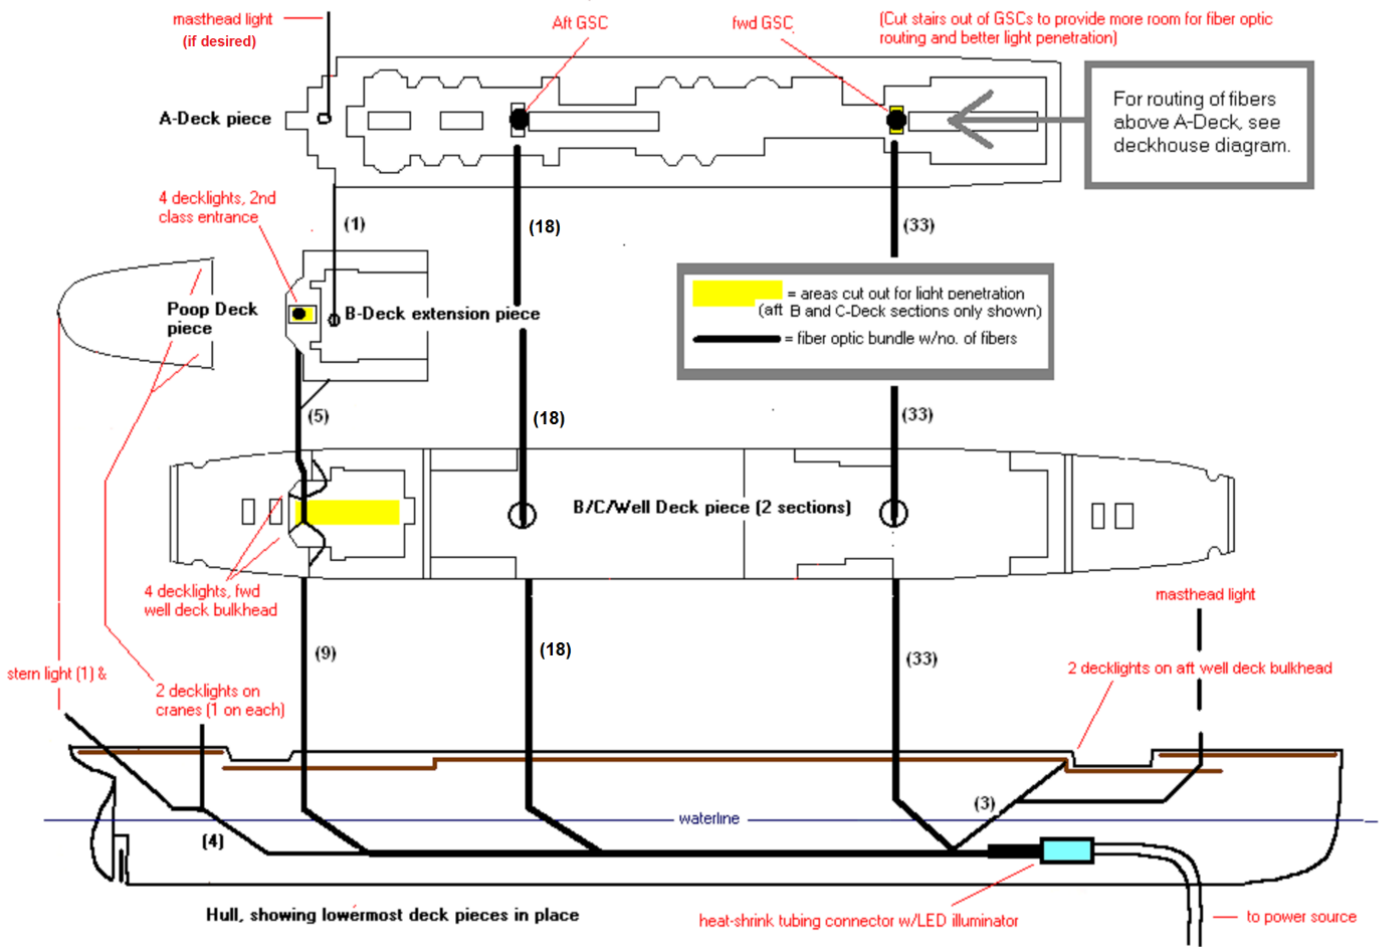 masthead light
(if desired)
Aft GSC
fwd GSC
(Cut stairs out of GSCs to provide more room for fiber optic
routing and better light penetration)
For routing of fibers
above A-Deck, see
deckhouse diagram.
A-Deck piece
4 decklights, 2nd
class entrance
(1)
(18)
(33)
Poop Deck
piece
B-Deck extension piece
= areas cut out for light penetration
(aft B and C-Deck sections only shown)
= fiber optic bundle w/no. of fibers
(5)
(18)
(33)
B/C/Well Deck piece (2 sections)
4 decklights, fwd
well deck bulkhead
masthead light
(9)
(18)
(33)
2 decklights on aft well deck bulkhead
stern light (1) &
2 decklights on
cranes (1 on each)
(3)
waterline
(4)
Hull, showing lowermost deck pieces in place
heat-shrink tubing connector w/LED illuminator
to power source